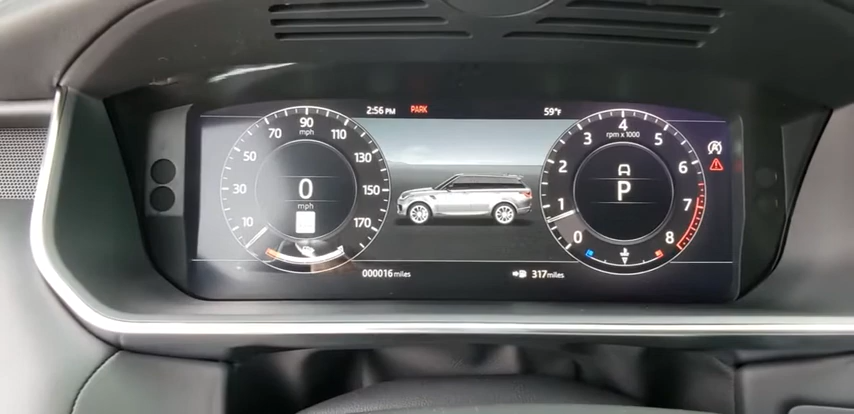 2:56 PM PARK 59°F
90
mph
70 110
50 130
30 150
10 170
0
mph
4
rpm x 1000
3 5
2 6
1 7
0 8
A
P
000016 miles 317 miles